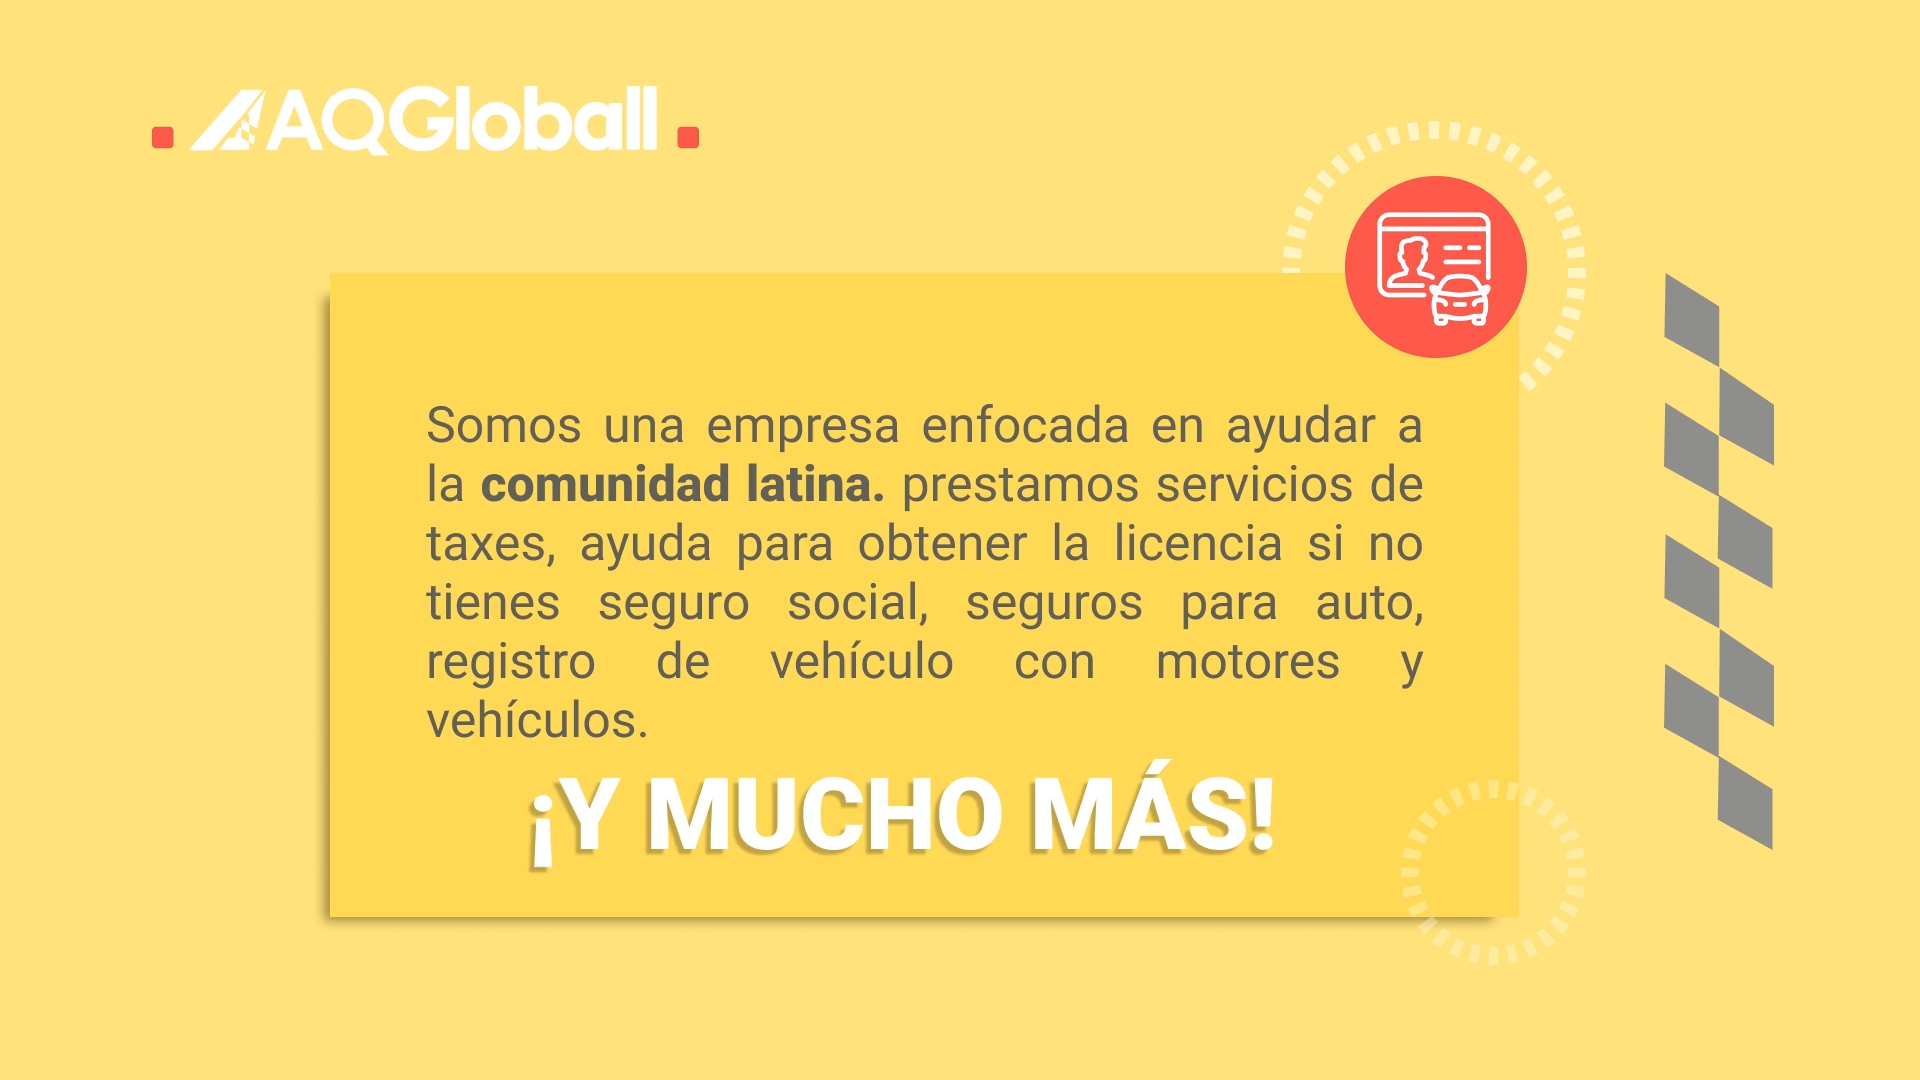 AQGloball
Somos una empresa enfocada en ayudar a
la comunidad latina. prestamos servicios de
taxes, ayuda para obtener la licencia si no
tienes seguro social, seguros para auto,
registro de vehículo con motores y
vehículos.
¡Y MUCHO MÁS!